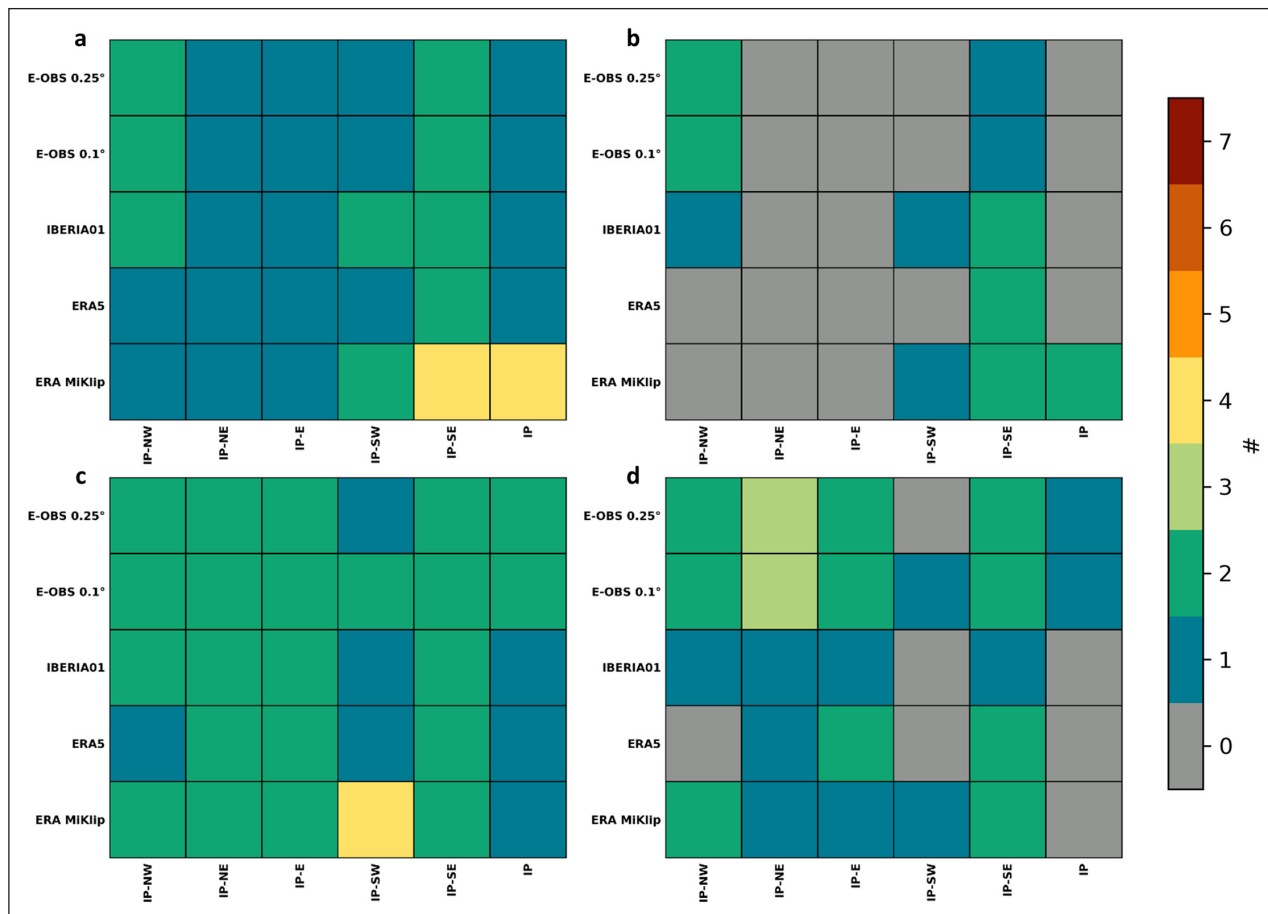 a
b
E-OBS 0.25°
E-OBS 0.1°
IBERIA01
ERA5
ERA MiKlip
IP-NW
IP-NE
IP-E
IP-SW
IP-SE
IP
E-OBS 0.25°
E-OBS 0.1°
IBERIA01
ERA5
ERA MiKlip
IP-NW
IP-NE
IP-E
IP-SW
IP-SE
IP
c
d
E-OBS 0.25°
E-OBS 0.1°
IBERIA01
ERA5
ERA MiKlip
IP-NW
IP-NE
IP-E
IP-SW
IP-SE
IP
E-OBS 0.25°
E-OBS 0.1°
IBERIA01
ERA5
ERA MiKlip
IP-NW
IP-NE
IP-E
IP-SW
IP-SE
IP
7
6
5
4
3
2
1
0
#